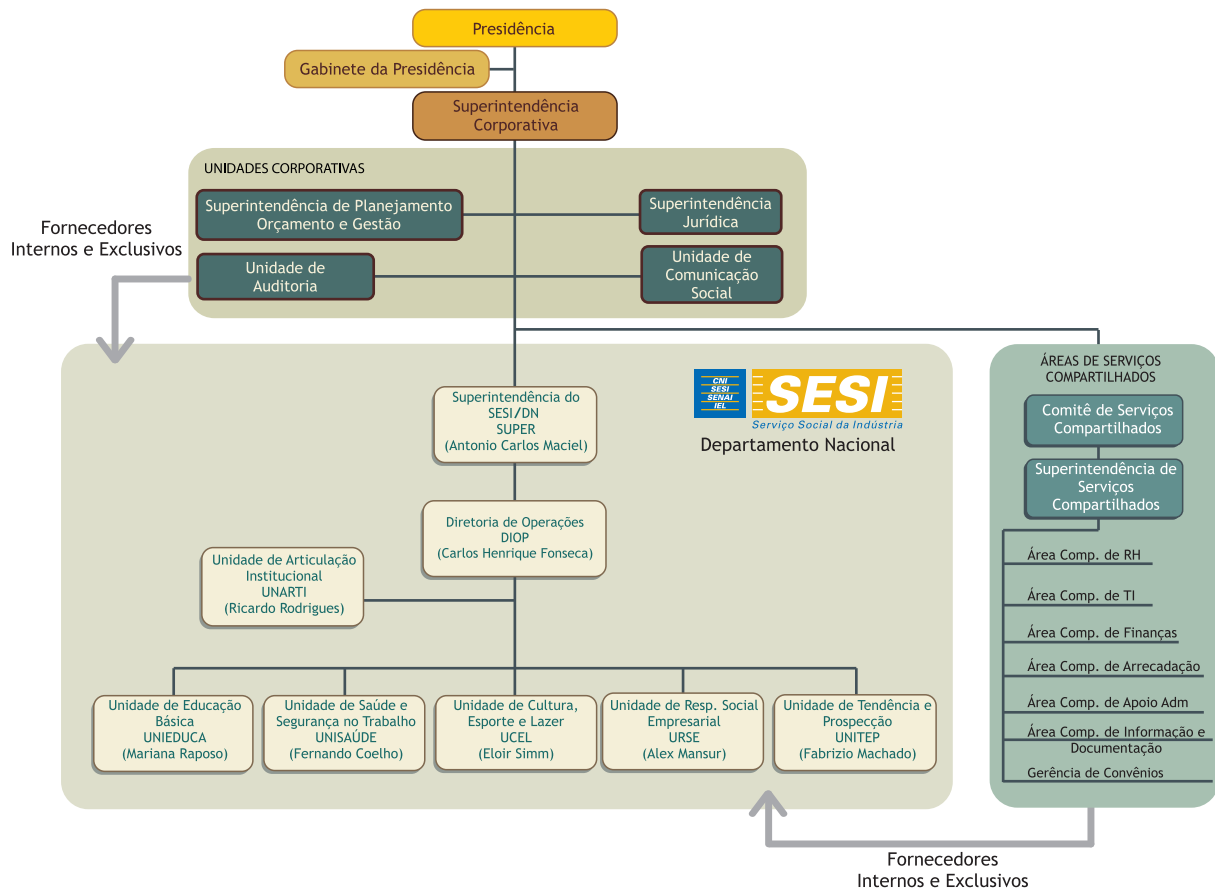 Presidência
Gabinete da Presidência
Superintendência
Corporativa
UNIDADES CORPORATIVAS
Superintendência de Planejamento
Orçamento e Gestão
Superintendência
Jurídica
Unidade de
Auditoria
Unidade de
Comunicação
Social
Fornecedores
Internos e Exclusivos
Superintendência do
SESI/DN
SUPER
(Antonio Carlos Maciel)
CNI
SESI
SENAI
IEL
SESI
Serviço Social da Indústria
Departamento Nacional
Diretoria de Operações
DIOP
(Carlos Henrique Fonseca)
Unidade de Articulação
Institucional
UNARTI
(Ricardo Rodrigues)
Unidade de Educação
Básica
UNIEDUCA
(Mariana Raposo)
Unidade de Saúde e
Segurança no Trabalho
UNISAÚDE
(Fernando Coelho)
Unidade de Cultura,
Esporte e Lazer
UCEL
(Eloir Simm)
Unidade de Resp. Social
Empresarial
URSE
(Alex Mansur)
Unidade de Tendência e
Prospecção
UNITEP
(Fabrizio Machado)
ÁREAS DE SERVIÇOS
COMPARTILHADOS
Comitê de Serviços
Compartilhados
Superintendência de
Serviços
Compartilhados
Área Comp. de RH
Área Comp. de TI
Área Comp. de Finanças
Área Comp. de Arrecadação
Área Comp. de Apoio Adm
Área Comp. de Informação e
Documentação
Gerência de Convênios
Fornecedores
Internos e Exclusivos